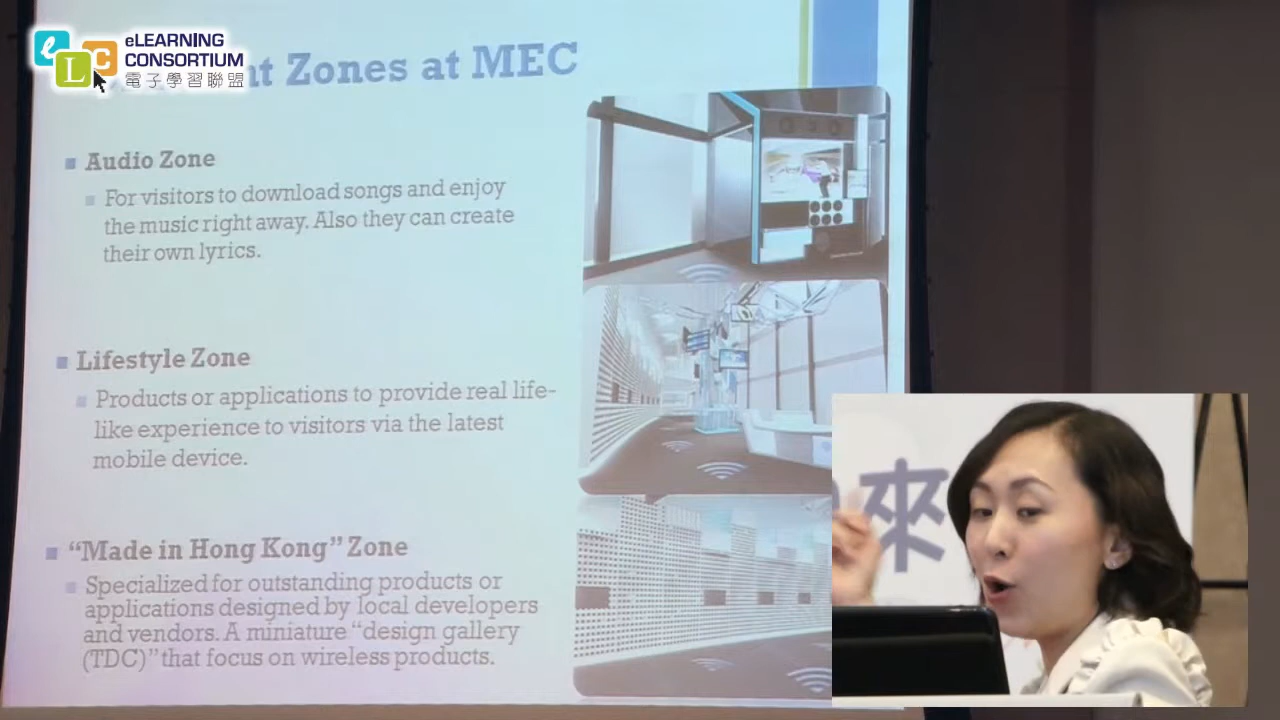 eLEARNING
CONSORTIUM
電子學習聯盟
e
L
C
Zones at MEC
Audio Zone
For visitors to download songs and enjoy
the music right away. Also they can create
their own lyrics.
Lifestyle Zone
Products or applications to provide real life-
like experience to visitors via the latest
mobile device.
“Made in Hong Kong” Zone
Specialized for outstanding products or
applications designed by local developers
and vendors. A miniature “design gallery
(TDC)” that focus on wireless products.
來